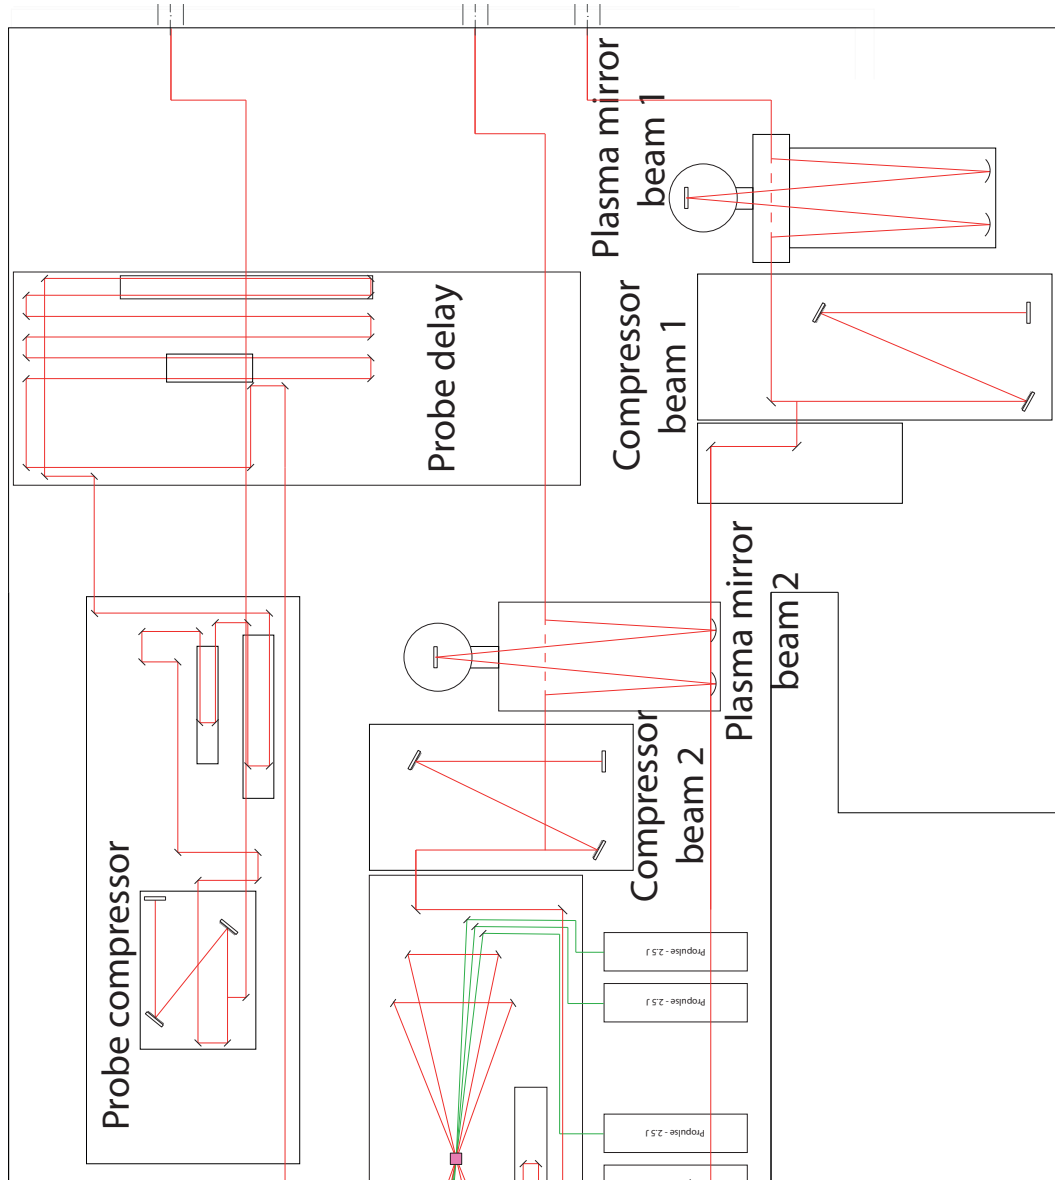 Plasma mirror
beam 1
Compressor
beam 1
Probe delay
Plasma mirror
beam 2
Compressor
beam 2
Probe compressor
Propulse - 2.5 J
Propulse - 2.5 J
Propulse - 2.5 J